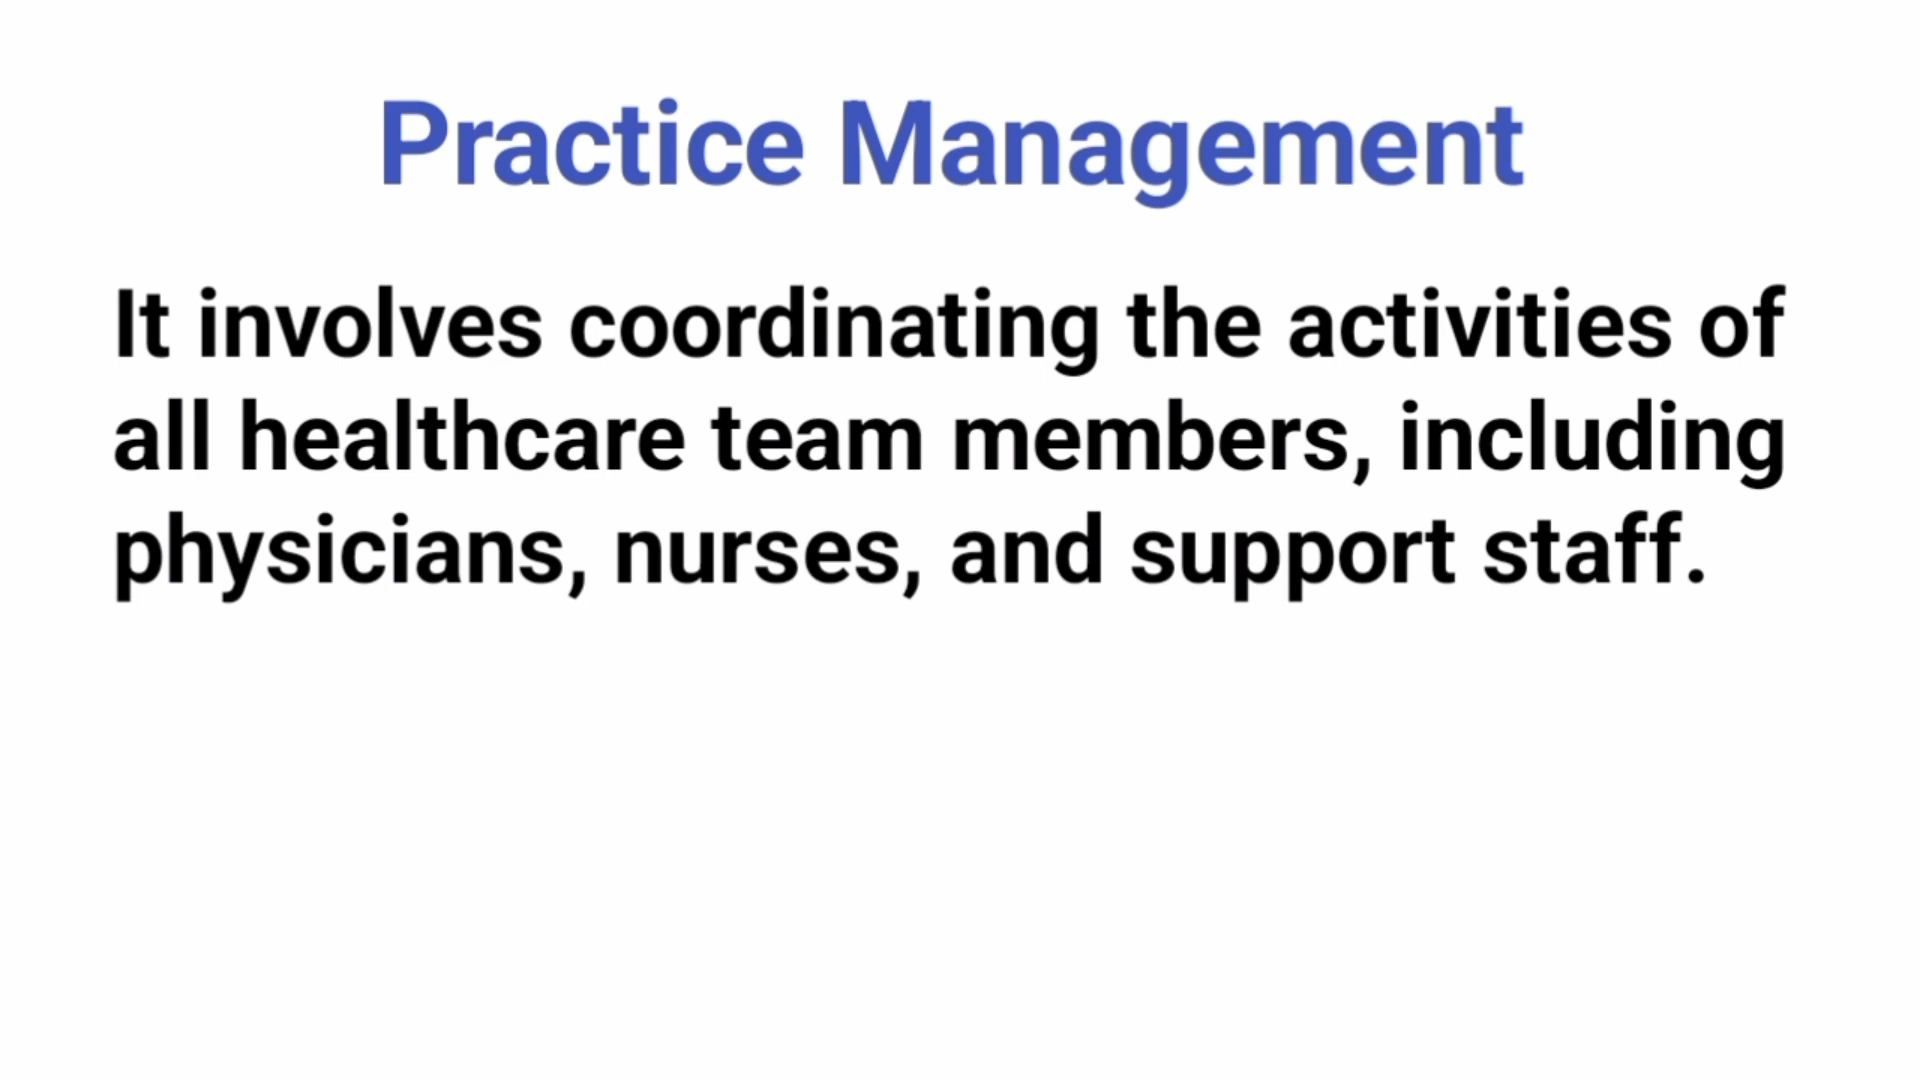 Practice Management
It involves coordinating the activities of
all healthcare team members, including
physicians, nurses, and support staff.